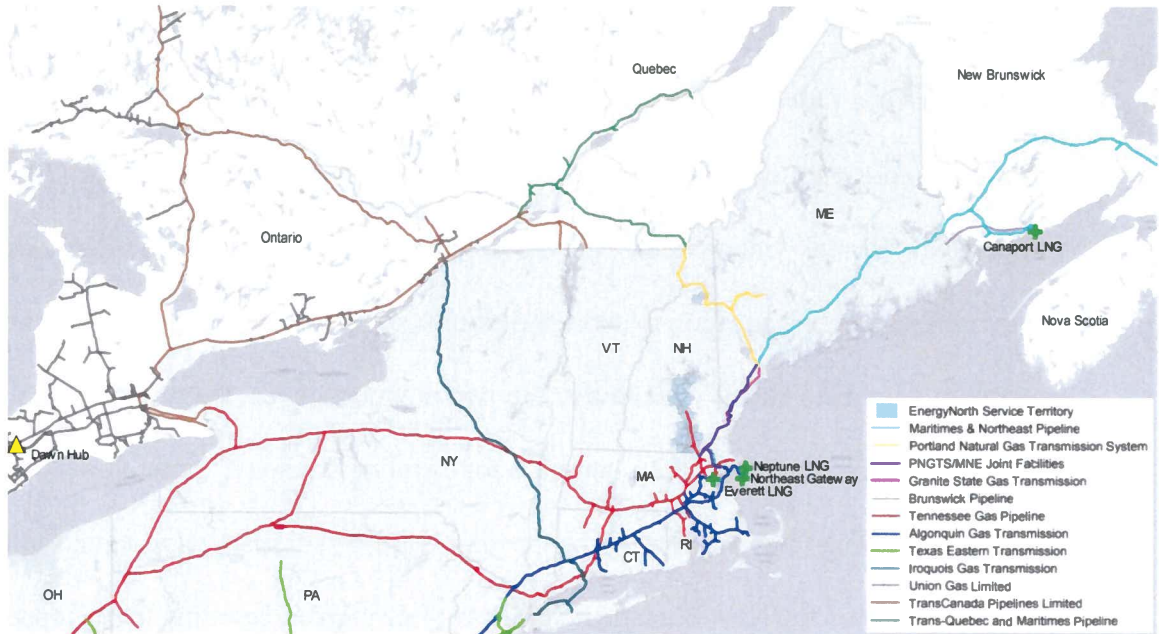 Quebec
New Brunswick
ME
Ontario
Canaport LNG
Nova Scotia
VT
NH
Dawn Hub
NY
MA
Neptune LNG
Northeast Gateway
Everett LNG
CT
RI
OH
PA
EnergyNorth Service Territory
Maritimes & Northeast Pipeline
Portland Natural Gas Transmission System
PNGTS/MNE Joint Facilities
Granite State Gas Transmission
Brunswick Pipeline
Tennessee Gas Pipeline
Algonquin Gas Transmission
Texas Eastern Transmission
Iroquois Gas Transmission
Union Gas Limited
TransCanada Pipelines Limited
Trans-Quebec and Maritimes Pipeline